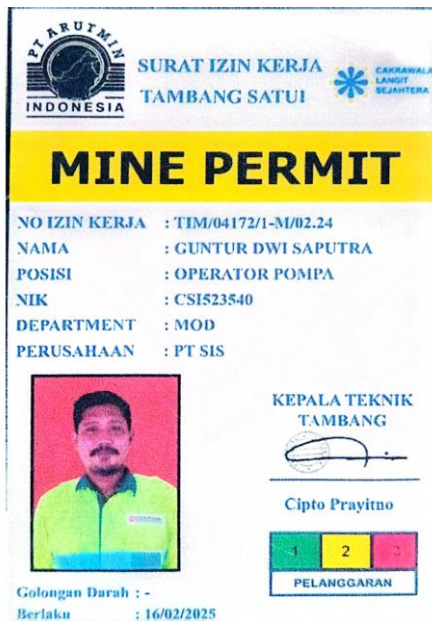 PT ARUTMIN
INDONESIA
SURAT IZIN KERJA
TAMBANG SATUI
CAKRAWALA
LANGIT
SEJAHTERA
MINE PERMIT
NO IZIN KERJA : TIM/04172/1-M/02.24
NAMA : GUNTUR DWI SAPUTRA
POSISI : OPERATOR POMPA
NIK : CSI523540
DEPARTMENT : MOD
PERUSAHAAN : PT SIS
KEPALA TEKNIK
TAMBANG
Cipto Prayitno
1 2 3
PELANGGARAN
Golongan Darah : -
Berlaku : 16/02/2025